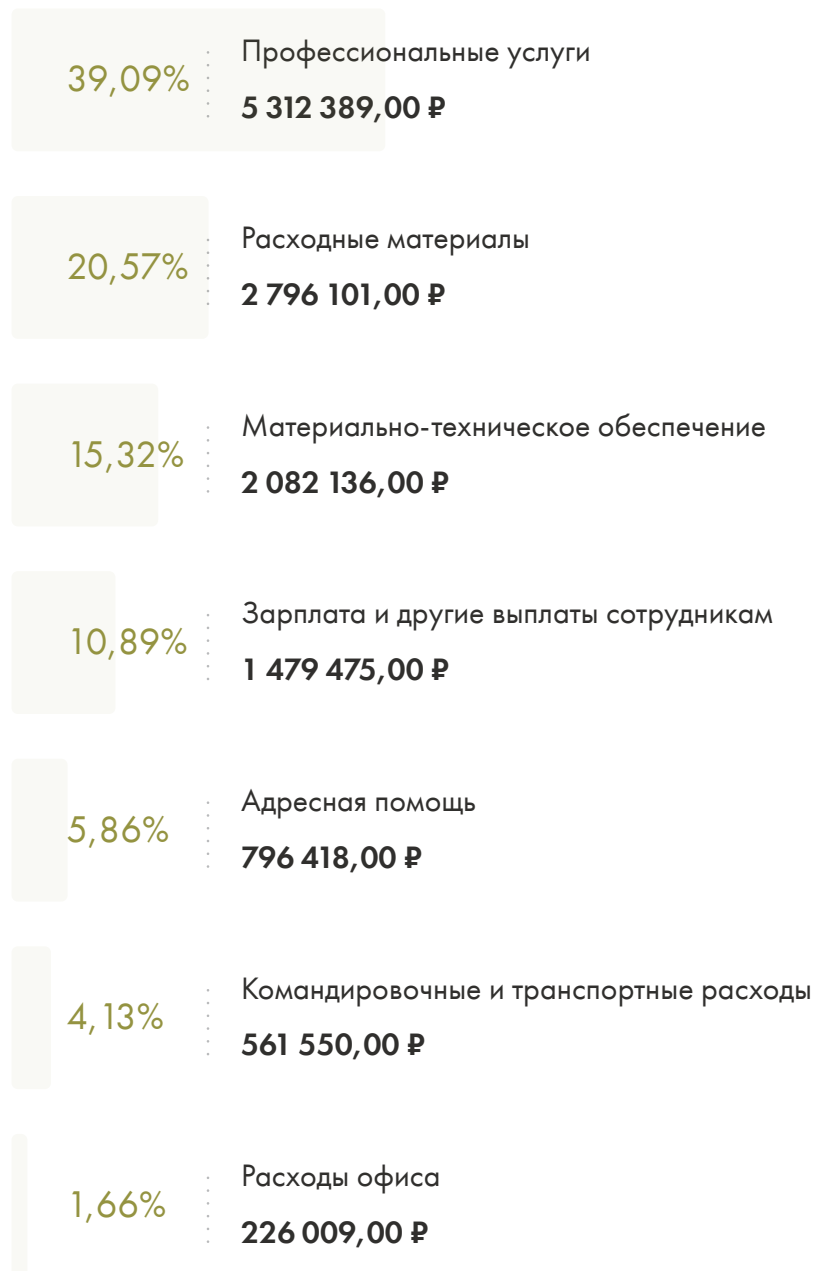 39,09%
Профессиональные услуги
5 312 389,00 ₽
20,57%
Расходные материалы
2 796 101,00 ₽
15,32%
Материально-техническое обеспечение
2 082 136,00 ₽
10,89%
Зарплата и другие выплаты сотрудникам
1 479 475,00 ₽
5,86%
Адресная помощь
796 418,00 ₽
4,13%
Командировочные и транспортные расходы
561 550,00 ₽
1,66%
Расходы офиса
226 009,00 ₽